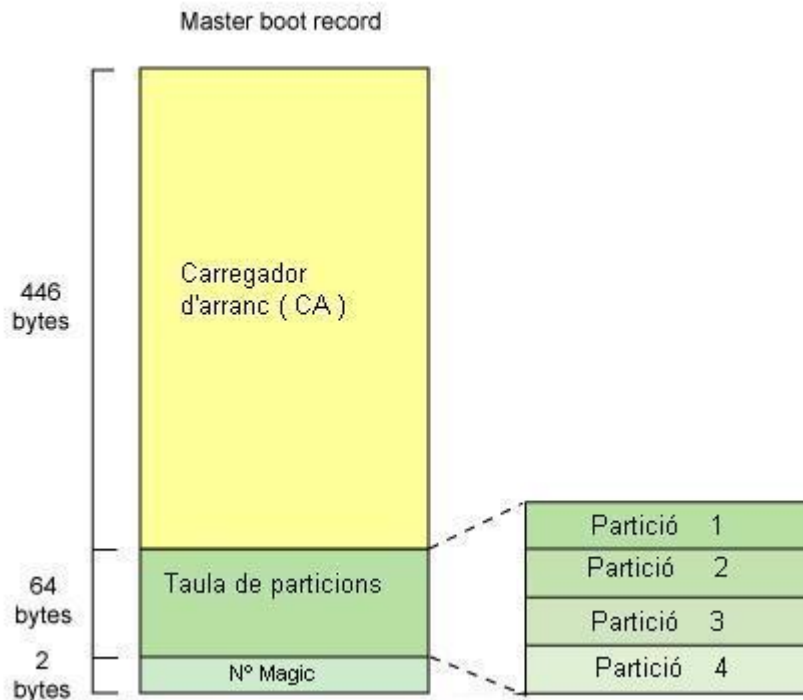 Master boot record
446
bytes
Carregador
d'arranc ( CA )
64
bytes
Taula de particions
2
bytes
Nº Magic
Partició 1
Partició 2
Partició 3
Partició 4